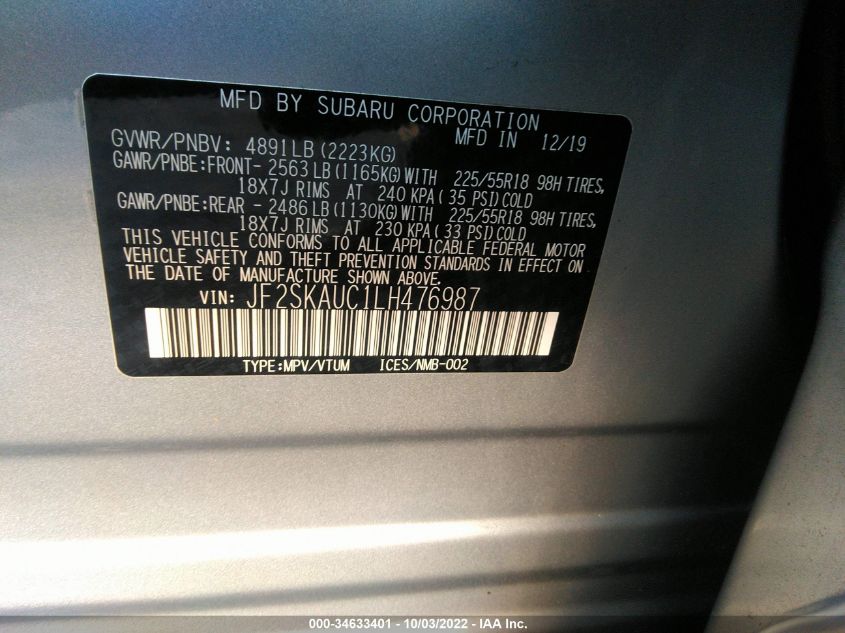 MFD BY SUBARU CORPORATION
MFD IN 12/19
GVWR/PNBV: 4891LB(2223KG)
GAWR/PNBE:FRONT- 2563LB(1165KG)WITH 225/55R18 98H TIRES,
18X7J RIMS AT 240 KPA(35 PSI)COLD
GAWR/PNBE:REAR - 2486LB(1130KG)WITH 225/55R18 98H TIRES,
18X7J RIMS AT 230 KPA(33 PSI)COLD
THIS VEHICLE CONFORMS TO ALL APPLICABLE FEDERAL MOTOR
VEHICLE SAFETY AND THEFT PREVENTION STANDARDS IN EFFECT ON
THE DATE OF MANUFACTURE SHOWN ABOVE.
VIN: JF2SKAUC1LH476987
TYPE:MPV/VTUM ICES/NMB-002
000-34633401 - 10/03/2022 - IAA Inc.